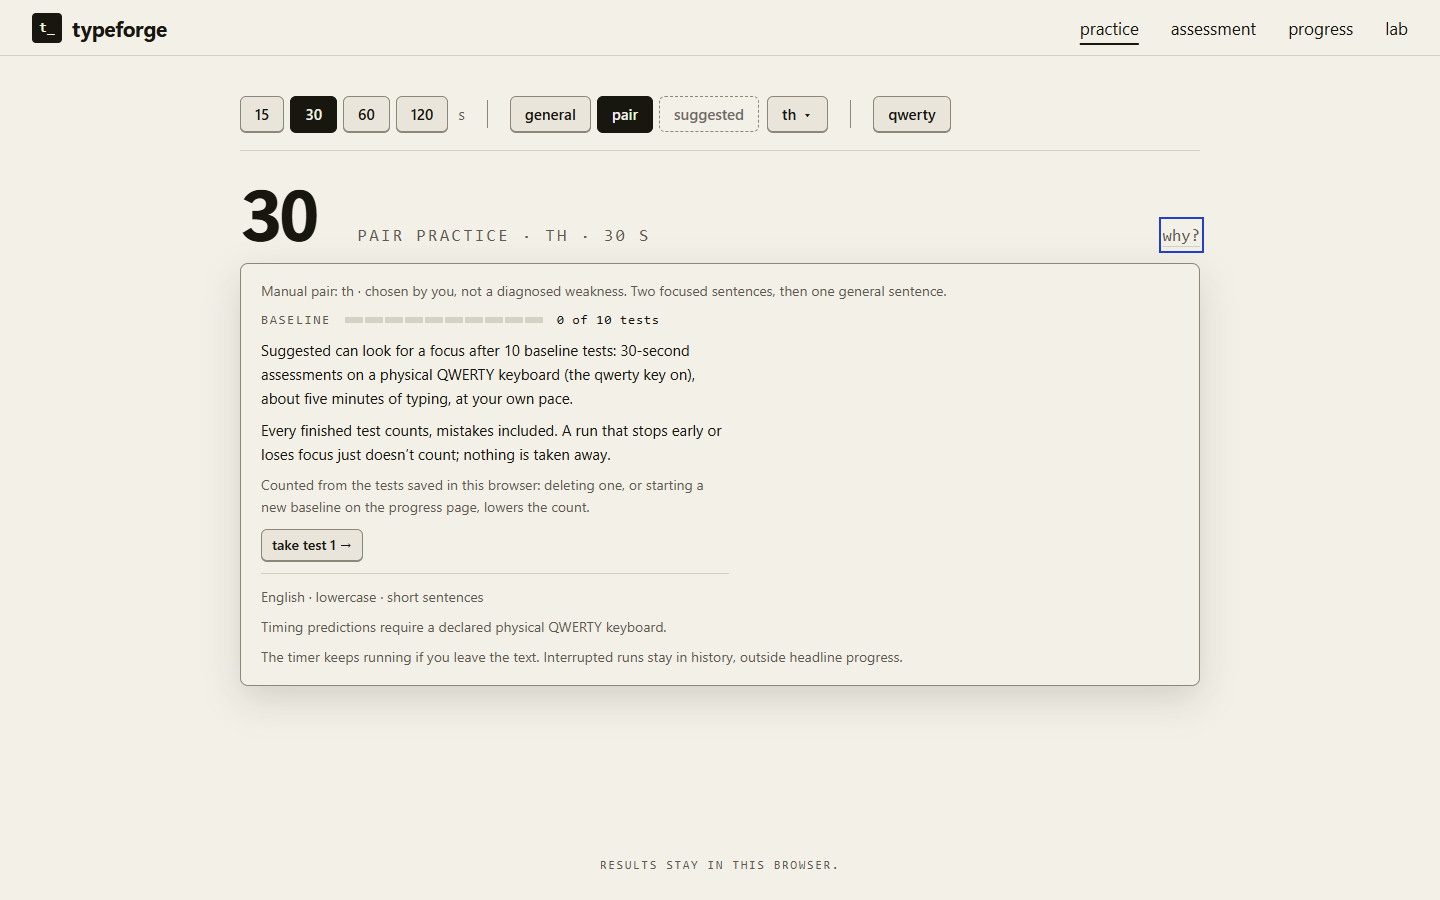 t_ typeforge
practice assessment progress lab
15 30 60 120 s general pair suggested th qwerty
30 PAIR PRACTICE · TH · 30 S why?
Manual pair: th · chosen by you, not a diagnosed weakness. Two focused sentences, then one general sentence.
BASELINE 0 of 10 tests
Suggested can look for a focus after 10 baseline tests: 30-second
assessments on a physical QWERTY keyboard (the qwerty key on),
about five minutes of typing, at your own pace.
Every finished test counts, mistakes included. A run that stops early or
loses focus just doesn't count; nothing is taken away.
Counted from the tests saved in this browser: deleting one, or starting a
new baseline on the progress page, lowers the count.
take test 1 →
English · lowercase · short sentences
Timing predictions require a declared physical QWERTY keyboard.
The timer keeps running if you leave the text. Interrupted runs stay in history, outside headline progress.
RESULTS STAY IN THIS BROWSER.